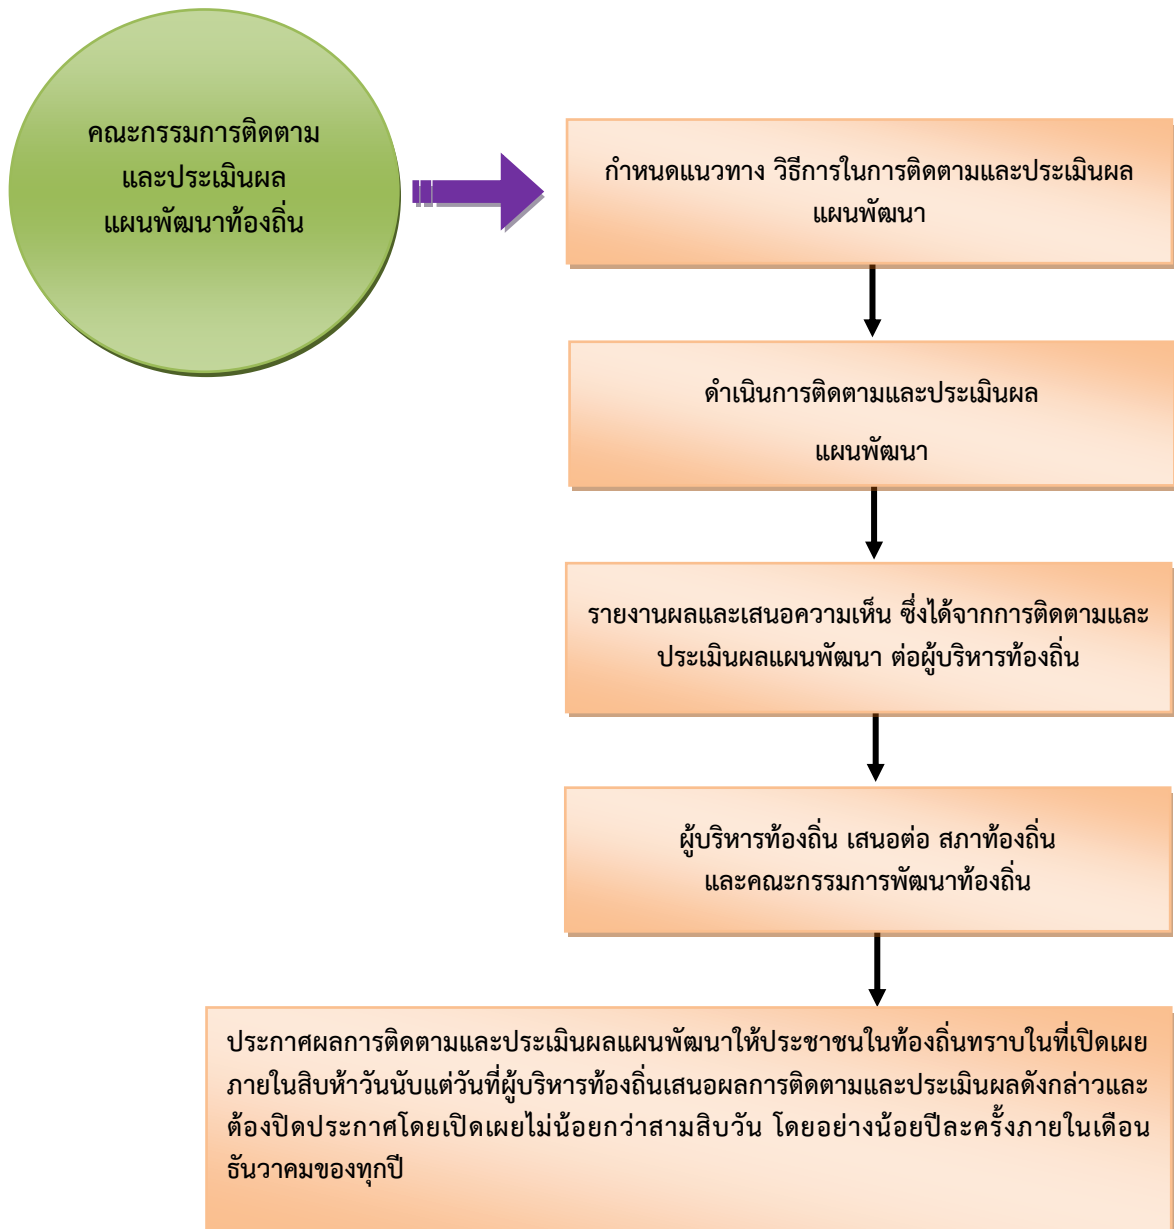 คณะกรรมการติดตาม
และประเมินผล
แผนพัฒนาท้องถิ่น
กำหนดแนวทาง วิธีการในการติดตามและประเมินผล
แผนพัฒนา
ดำเนินการติดตามและประเมินผล
แผนพัฒนา
รายงานผลและเสนอความเห็น ซึ่งได้จากการติดตามและ
ประเมินผลแผนพัฒนา ต่อผู้บริหารท้องถิ่น
ผู้บริหารท้องถิ่น เสนอต่อ สภาท้องถิ่น
และคณะกรรมการพัฒนาท้องถิ่น
ประกาศผลการติดตามและประเมินผลแผนพัฒนาให้ประชาชนในท้องถิ่นทราบในที่เปิดเผย
ภายในสิบห้าวันนับแต่วันที่ผู้บริหารท้องถิ่นเสนอผลการติดตามและประเมินผลดังกล่าวและ
ต้องปิดประกาศโดยเปิดเผยไม่น้อยกว่าสามสิบวัน โดยอย่างน้อยปีละครั้งภายในเดือน
ธันวาคมของทุกปี